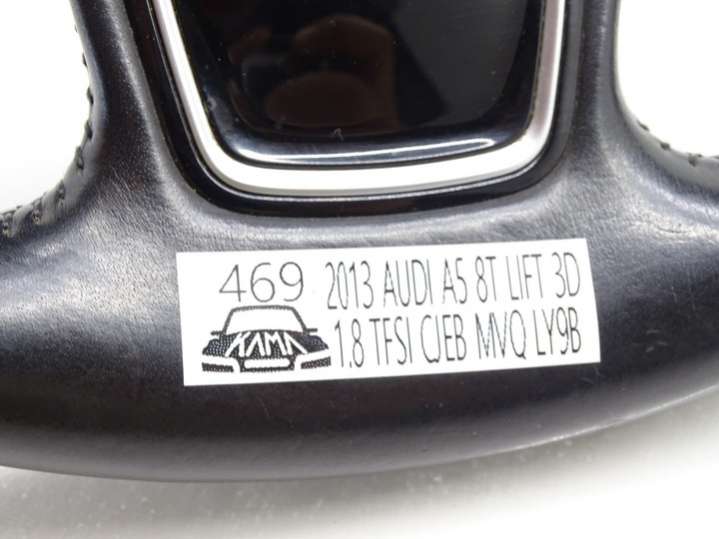 469 2013 AUDI A5 8T LIFT 3D
KAMA 1.8 TFSI CJEB MVQ LY9B